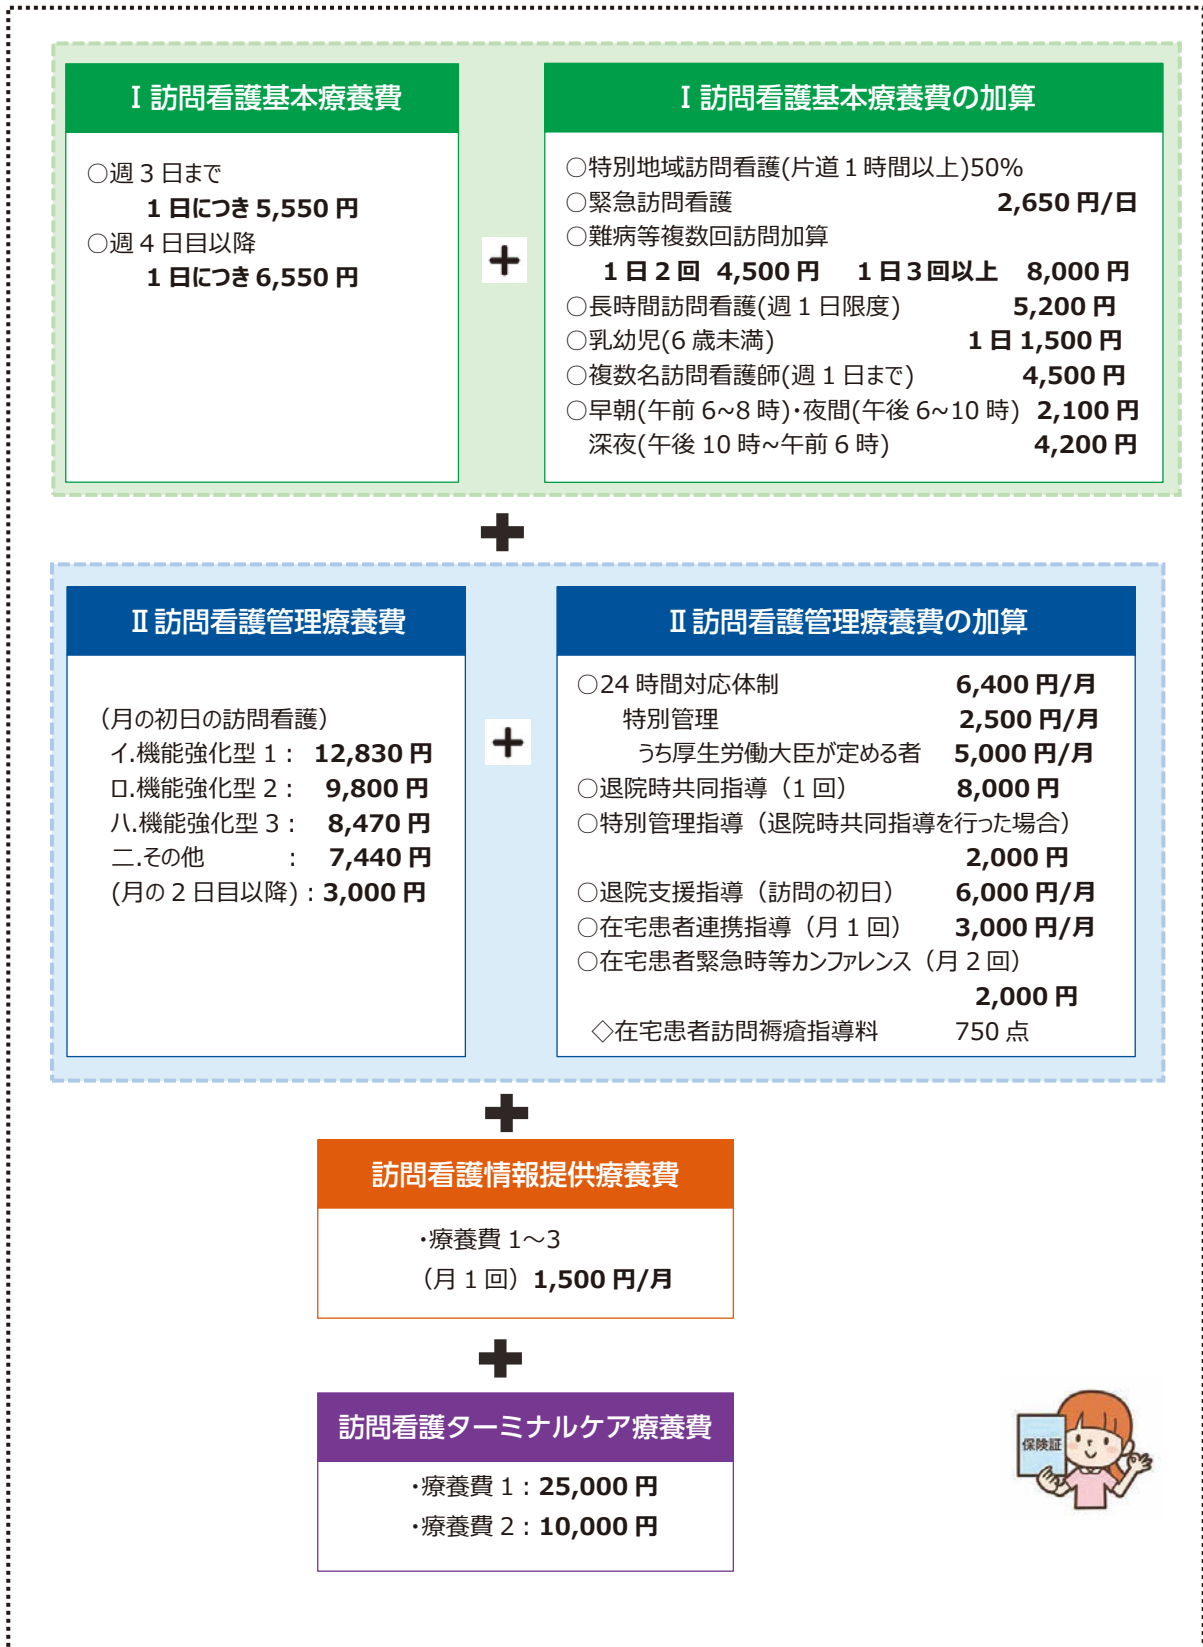 Ⅰ 訪問看護基本療養費
○週 3 日まで
1 日につき 5,550 円
○週 4 日目以降
1 日につき 6,550 円
+
Ⅰ 訪問看護基本療養費の加算
○特別地域訪問看護(片道 1 時間以上)50%
○緊急訪問看護 2,650 円/日
○難病等複数回訪問加算
1 日 2 回 4,500 円 1 日 3 回以上 8,000 円
○長時間訪問看護(週 1 日限度) 5,200 円
○乳幼児(6 歳未満) 1 日 1,500 円
○複数名訪問看護師(週 1 日まで) 4,500 円
○早朝(午前 6~8 時)・夜間(午後 6~10 時) 2,100 円
深夜(午後 10 時~午前 6 時) 4,200 円
+
Ⅱ 訪問看護管理療養費
（月の初日の訪問看護）
イ.機能強化型 1： 12,830 円
ロ.機能強化型 2： 9,800 円
ハ.機能強化型 3： 8,470 円
ニ.その他 ： 7,440 円
(月の 2 日目以降)：3,000 円
+
Ⅱ 訪問看護管理療養費の加算
○24 時間対応体制 6,400 円/月
特別管理 2,500 円/月
うち厚生労働大臣が定める者 5,000 円/月
○退院時共同指導（1 回） 8,000 円
○特別管理指導（退院時共同指導を行った場合）
2,000 円
○退院支援指導（訪問の初日） 6,000 円/月
○在宅患者連携指導（月 1 回） 3,000 円/月
○在宅患者緊急時等カンファレンス（月 2 回）
2,000 円
◇在宅患者訪問褥瘡指導料 750 点
+
訪問看護情報提供療養費
・療養費 1～3
（月 1 回）1,500 円/月
+
訪問看護ターミナルケア療養費
・療養費 1：25,000 円
・療養費 2：10,000 円
保険証